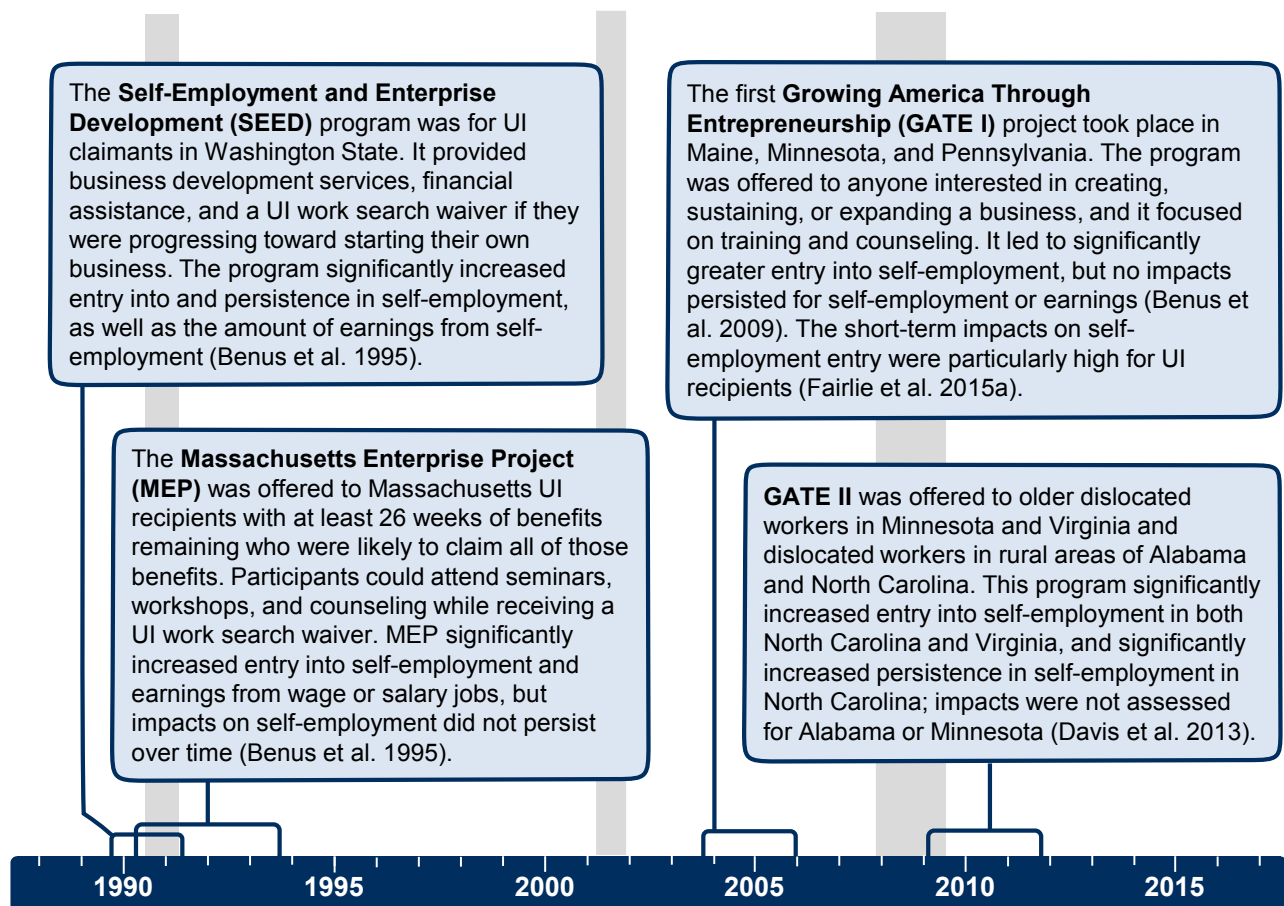 The Self-Employment and Enterprise
Development (SEED) program was for UI
claimants in Washington State. It provided
business development services, financial
assistance, and a UI work search waiver if they
were progressing toward starting their own
business. The program significantly increased
entry into and persistence in self-employment,
as well as the amount of earnings from self-
employment (Benus et al. 1995).
The first Growing America Through
Entrepreneurship (GATE I) project took place in
Maine, Minnesota, and Pennsylvania. The program
was offered to anyone interested in creating,
sustaining, or expanding a business, and it focused
on training and counseling. It led to significantly
greater entry into self-employment, but no impacts
persisted for self-employment or earnings (Benus et
al. 2009). The short-term impacts on self-
employment entry were particularly high for UI
recipients (Fairlie et al. 2015a).
The Massachusetts Enterprise Project
(MEP) was offered to Massachusetts UI
recipients with at least 26 weeks of benefits
remaining who were likely to claim all of those
benefits. Participants could attend seminars,
workshops, and counseling while receiving a
UI work search waiver. MEP significantly
increased entry into self-employment and
earnings from wage or salary jobs, but
impacts on self-employment did not persist
over time (Benus et al. 1995).
GATE II was offered to older dislocated
workers in Minnesota and Virginia and
dislocated workers in rural areas of Alabama
and North Carolina. This program significantly
increased entry into self-employment in both
North Carolina and Virginia, and significantly
increased persistence in self-employment in
North Carolina; impacts were not assessed
for Alabama or Minnesota (Davis et al. 2013).
1990 1995 2000 2005 2010 2015